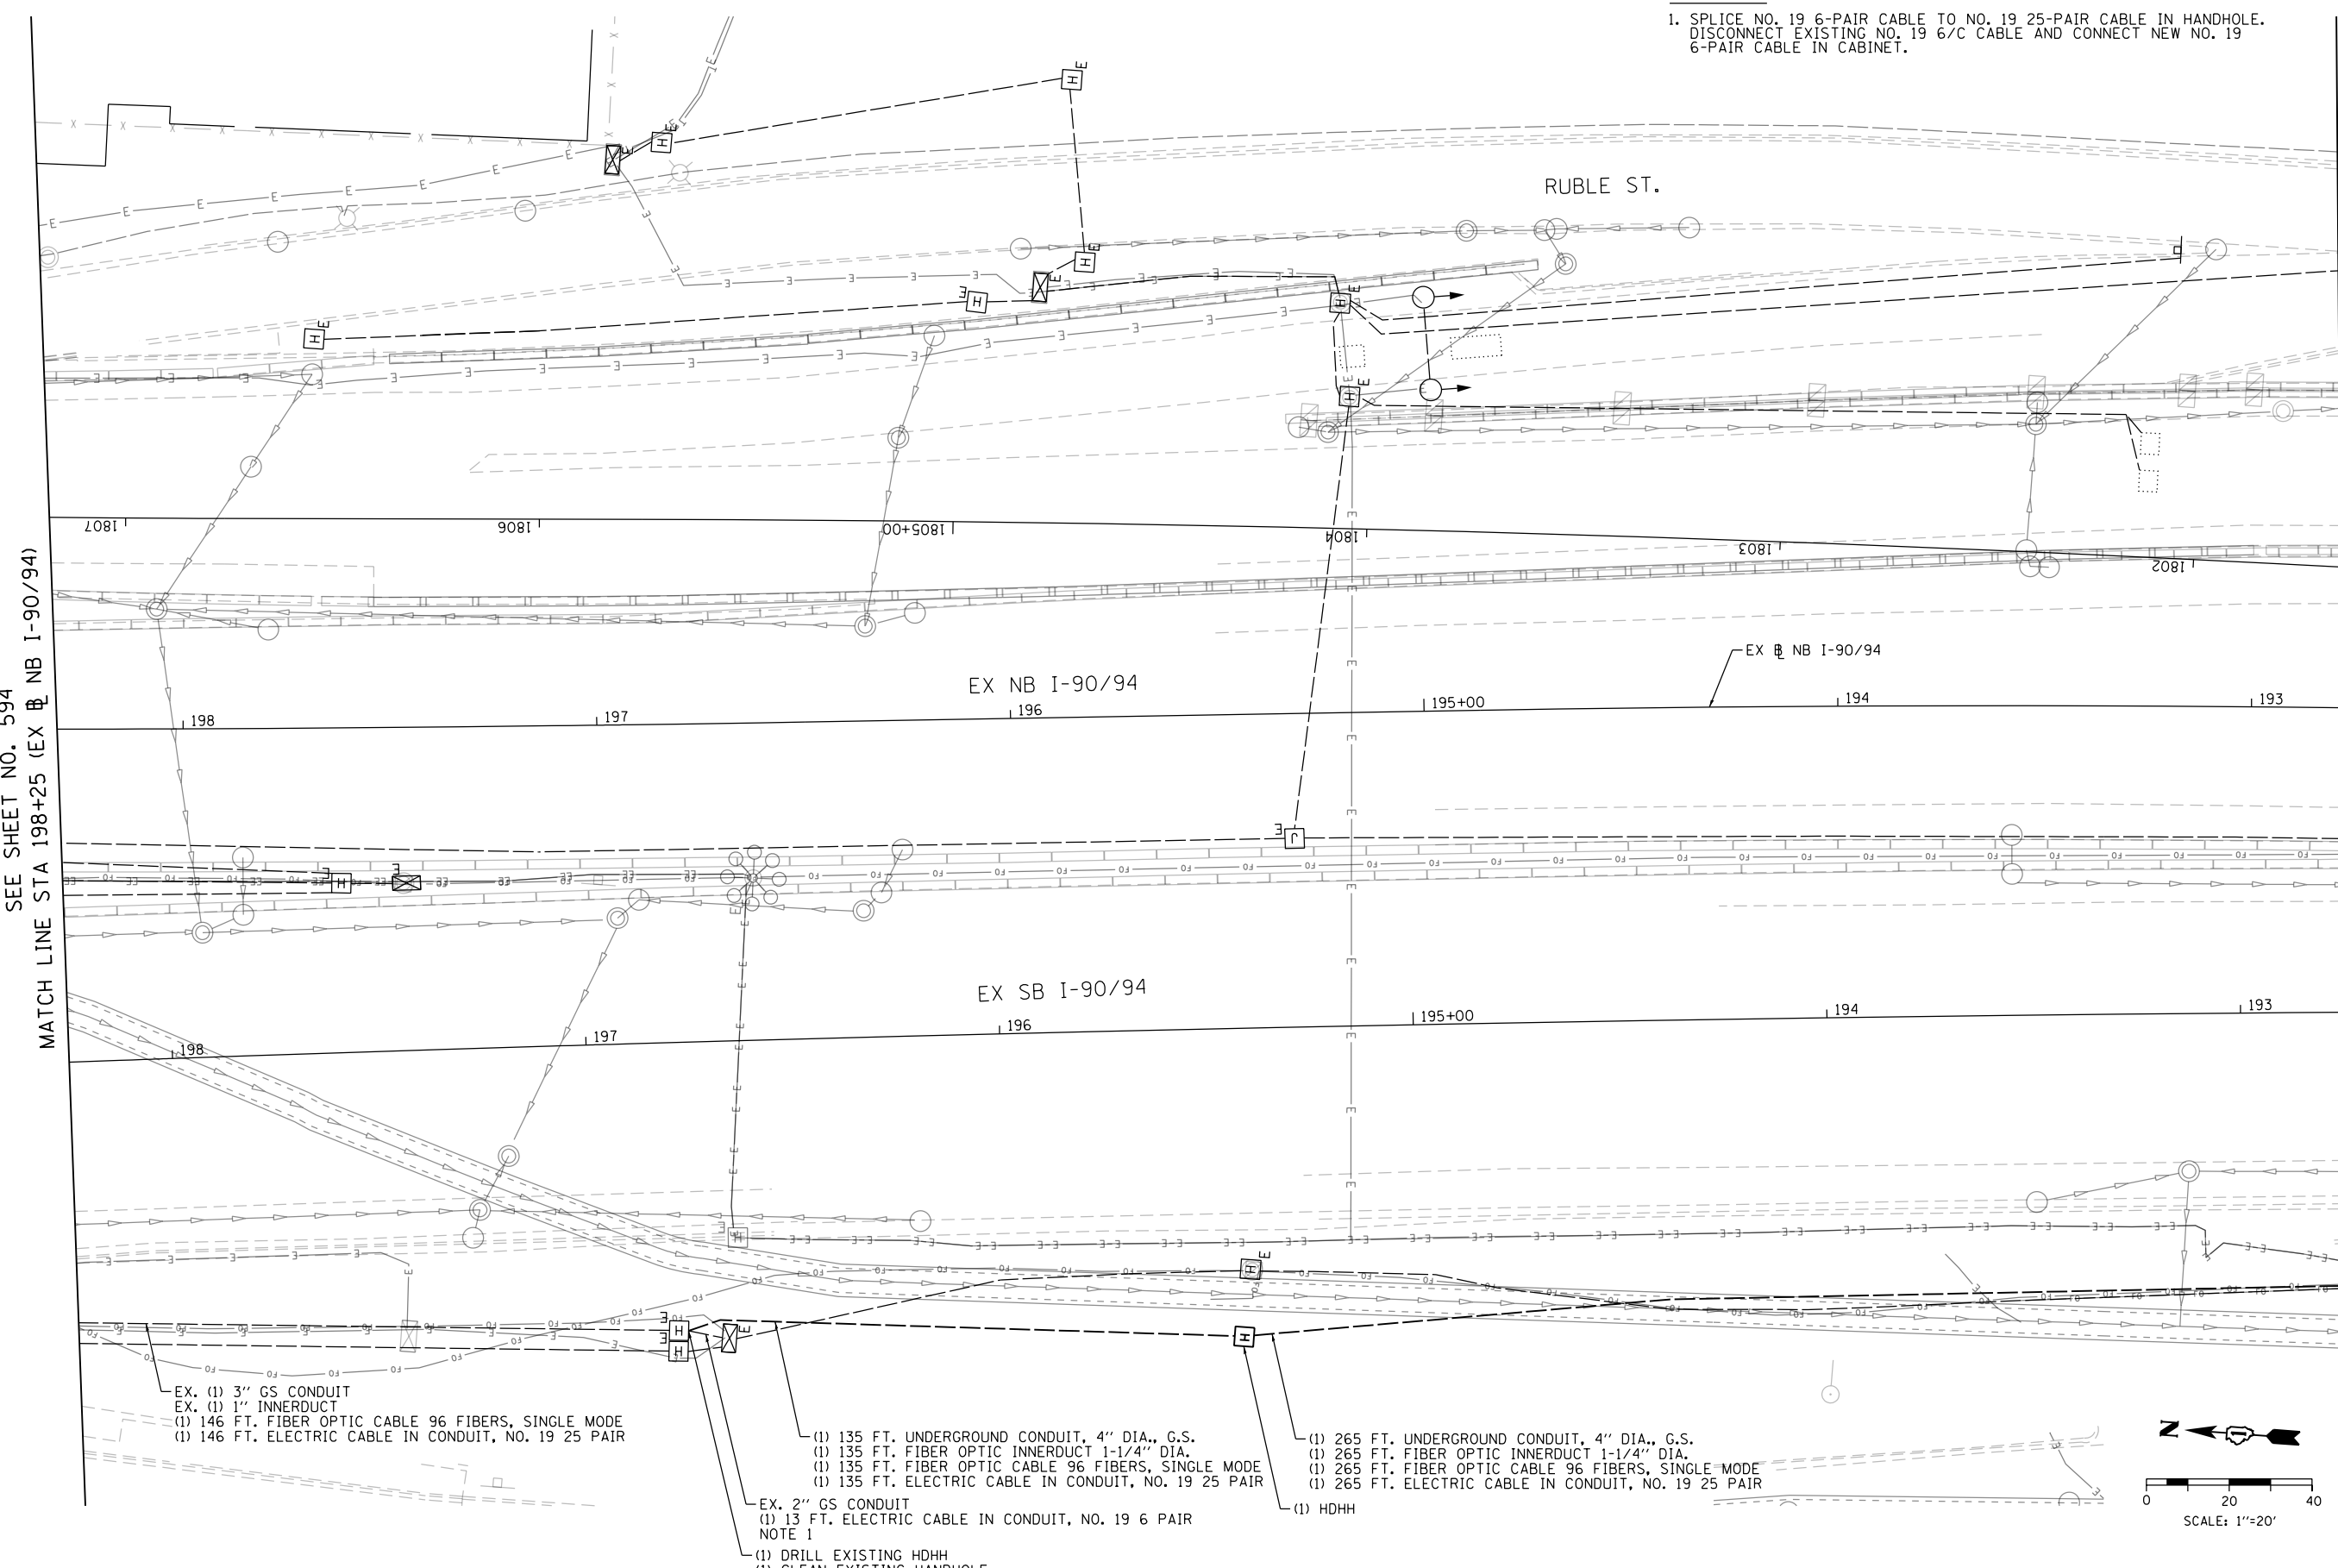 1. SPLICE NO. 19 6-PAIR CABLE TO NO. 19 25-PAIR CABLE IN HANDHOLE.
DISCONNECT EXISTING NO. 19 6/C CABLE AND CONNECT NEW NO. 19
6-PAIR CABLE IN CABINET.
RUBLE ST.
1807
1806
1805+00
1804
1803
1802
SEE SHEET NO. 594
MATCH LINE STA 198+25 (EX BL NB I-90/94)
EX BL NB I-90/94
EX NB I-90/94
198
197
196
195+00
194
193
EX SB I-90/94
198
197
196
195+00
194
193
EX. (1) 3" GS CONDUIT
EX. (1) 1" INNERDUCT
(1) 146 FT. FIBER OPTIC CABLE 96 FIBERS, SINGLE MODE
(1) 146 FT. ELECTRIC CABLE IN CONDUIT, NO. 19 25 PAIR
(1) 135 FT. UNDERGROUND CONDUIT, 4" DIA., G.S.
(1) 135 FT. FIBER OPTIC INNERDUCT 1-1/4" DIA.
(1) 135 FT. FIBER OPTIC CABLE 96 FIBERS, SINGLE MODE
(1) 135 FT. ELECTRIC CABLE IN CONDUIT, NO. 19 25 PAIR
(1) 265 FT. UNDERGROUND CONDUIT, 4" DIA., G.S.
(1) 265 FT. FIBER OPTIC INNERDUCT 1-1/4" DIA.
(1) 265 FT. FIBER OPTIC CABLE 96 FIBERS, SINGLE MODE
(1) 265 FT. ELECTRIC CABLE IN CONDUIT, NO. 19 25 PAIR
EX. 2" GS CONDUIT
(1) 13 FT. ELECTRIC CABLE IN CONDUIT, NO. 19 6 PAIR
NOTE 1
(1) HDHH
(1) DRILL EXISTING HDHH
(1) CLEAN EXISTING HANDHOLE
N
0 20 40
SCALE: 1"=20'